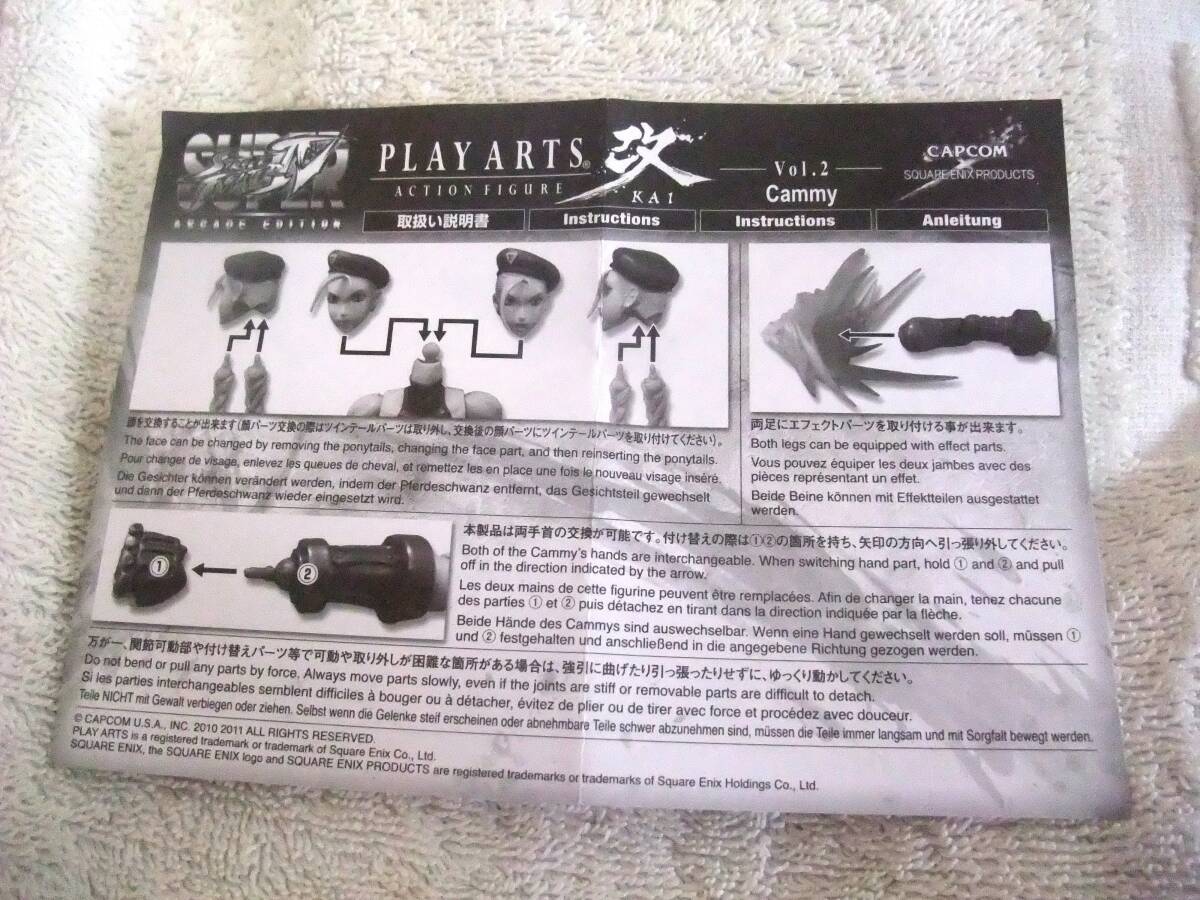 SUPER
STREET FIGHTER IV
ARCADE EDITION
PLAY ARTS®
ACTION FIGURE
改
KAI
Vol.2
Cammy
CAPCOM
SQUARE ENIX PRODUCTS
取扱い説明書
Instructions
Instructions
Anleitung
頭を交換することが出来ます(顔パーツ交換の際はツインテールパーツは取り外し、交換後の顔パーツにツインテールパーツを取り付けてください)。
The face can be changed by removing the ponytails, changing the face part, and then reinserting the ponytails.
Pour changer de visage, enlevez les queues de cheval, et remettez les en place une fois le nouveau visage inséré.
Die Gesichter können verändert werden, indem der Pferdeschwanz entfernt, das Gesichtsteil gewechselt
und dann der Pferdeschwanz wieder eingesetzt wird.
両足にエフェクトパーツを取り付ける事が出来ます。
Both legs can be equipped with effect parts.
Vous pouvez équiper les deux jambes avec des
pièces représentant un effet.
Beide Beine können mit Effektteilen ausgestattet
werden.
①
②
本製品は両手首の交換が可能です。付け替えの際は①②の箇所を持ち、矢印の方向へ引っ張り外してください。
Both of the Cammy's hands are interchangeable. When switching hand part, hold ① and ② and pull
off in the direction indicated by the arrow.
Les deux mains de cette figurine peuvent être remplacées. Afin de changer la main, tenez chacune
des parties ① et ② puis détachez en tirant dans la direction indiquée par la flèche.
Beide Hände des Cammys sind auswechselbar. Wenn eine Hand gewechselt werden soll, müssen ①
und ② festgehalten und anschließend in die angegebene Richtung gezogen werden.
万が一、関節可動部や付け替えパーツ等で可動や取り外しが困難な箇所がある場合は、強引に曲げたり引っ張ったりせずに、ゆっくり動かしてください。
Do not bend or pull any parts by force. Always move parts slowly, even if the joints are stiff or removable parts are difficult to detach.
Si les parties interchangeables semblent difficiles à bouger ou à détacher, évitez de plier ou de tirer avec force et procédez avec douceur.
Teile NICHT mit Gewalt verbiegen oder ziehen. Selbst wenn die Gelenke steif erscheinen oder abnehmbare Teile schwer abzunehmen sind, müssen die Teile immer langsam und mit Sorgfalt bewegt werden.
© CAPCOM U.S.A., INC. 2010 2011 ALL RIGHTS RESERVED.
PLAY ARTS is a registered trademark or trademark of Square Enix Co., Ltd.
SQUARE ENIX, the SQUARE ENIX logo and SQUARE ENIX PRODUCTS are registered trademarks or trademarks of Square Enix Holdings Co., Ltd.